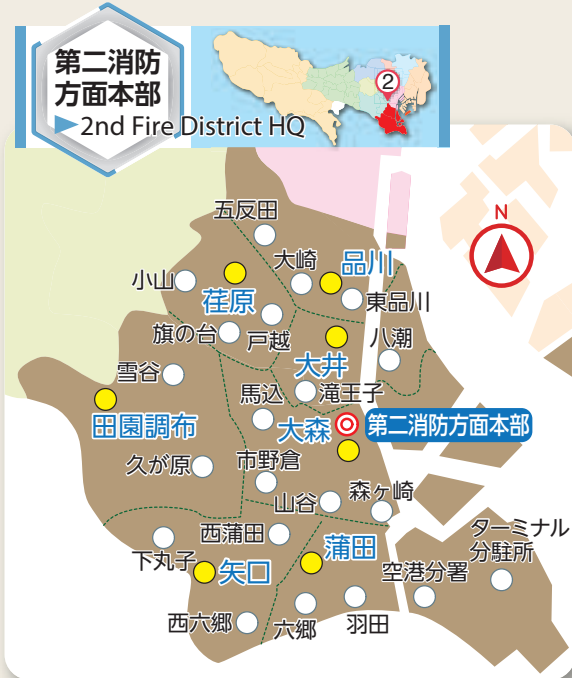 第二消防
方面本部
2nd Fire District HQ
2
N
五反田
大崎
品川
小山
荏原
東品川
旗の台
戸越
大井
八潮
雪谷
馬込
滝王子
田園調布
大森
第二消防方面本部
久が原
市野倉
山谷
森ヶ崎
西蒲田
下丸子
矢口
蒲田
空港分署
ターミナル
分駐所
西六郷
六郷
羽田